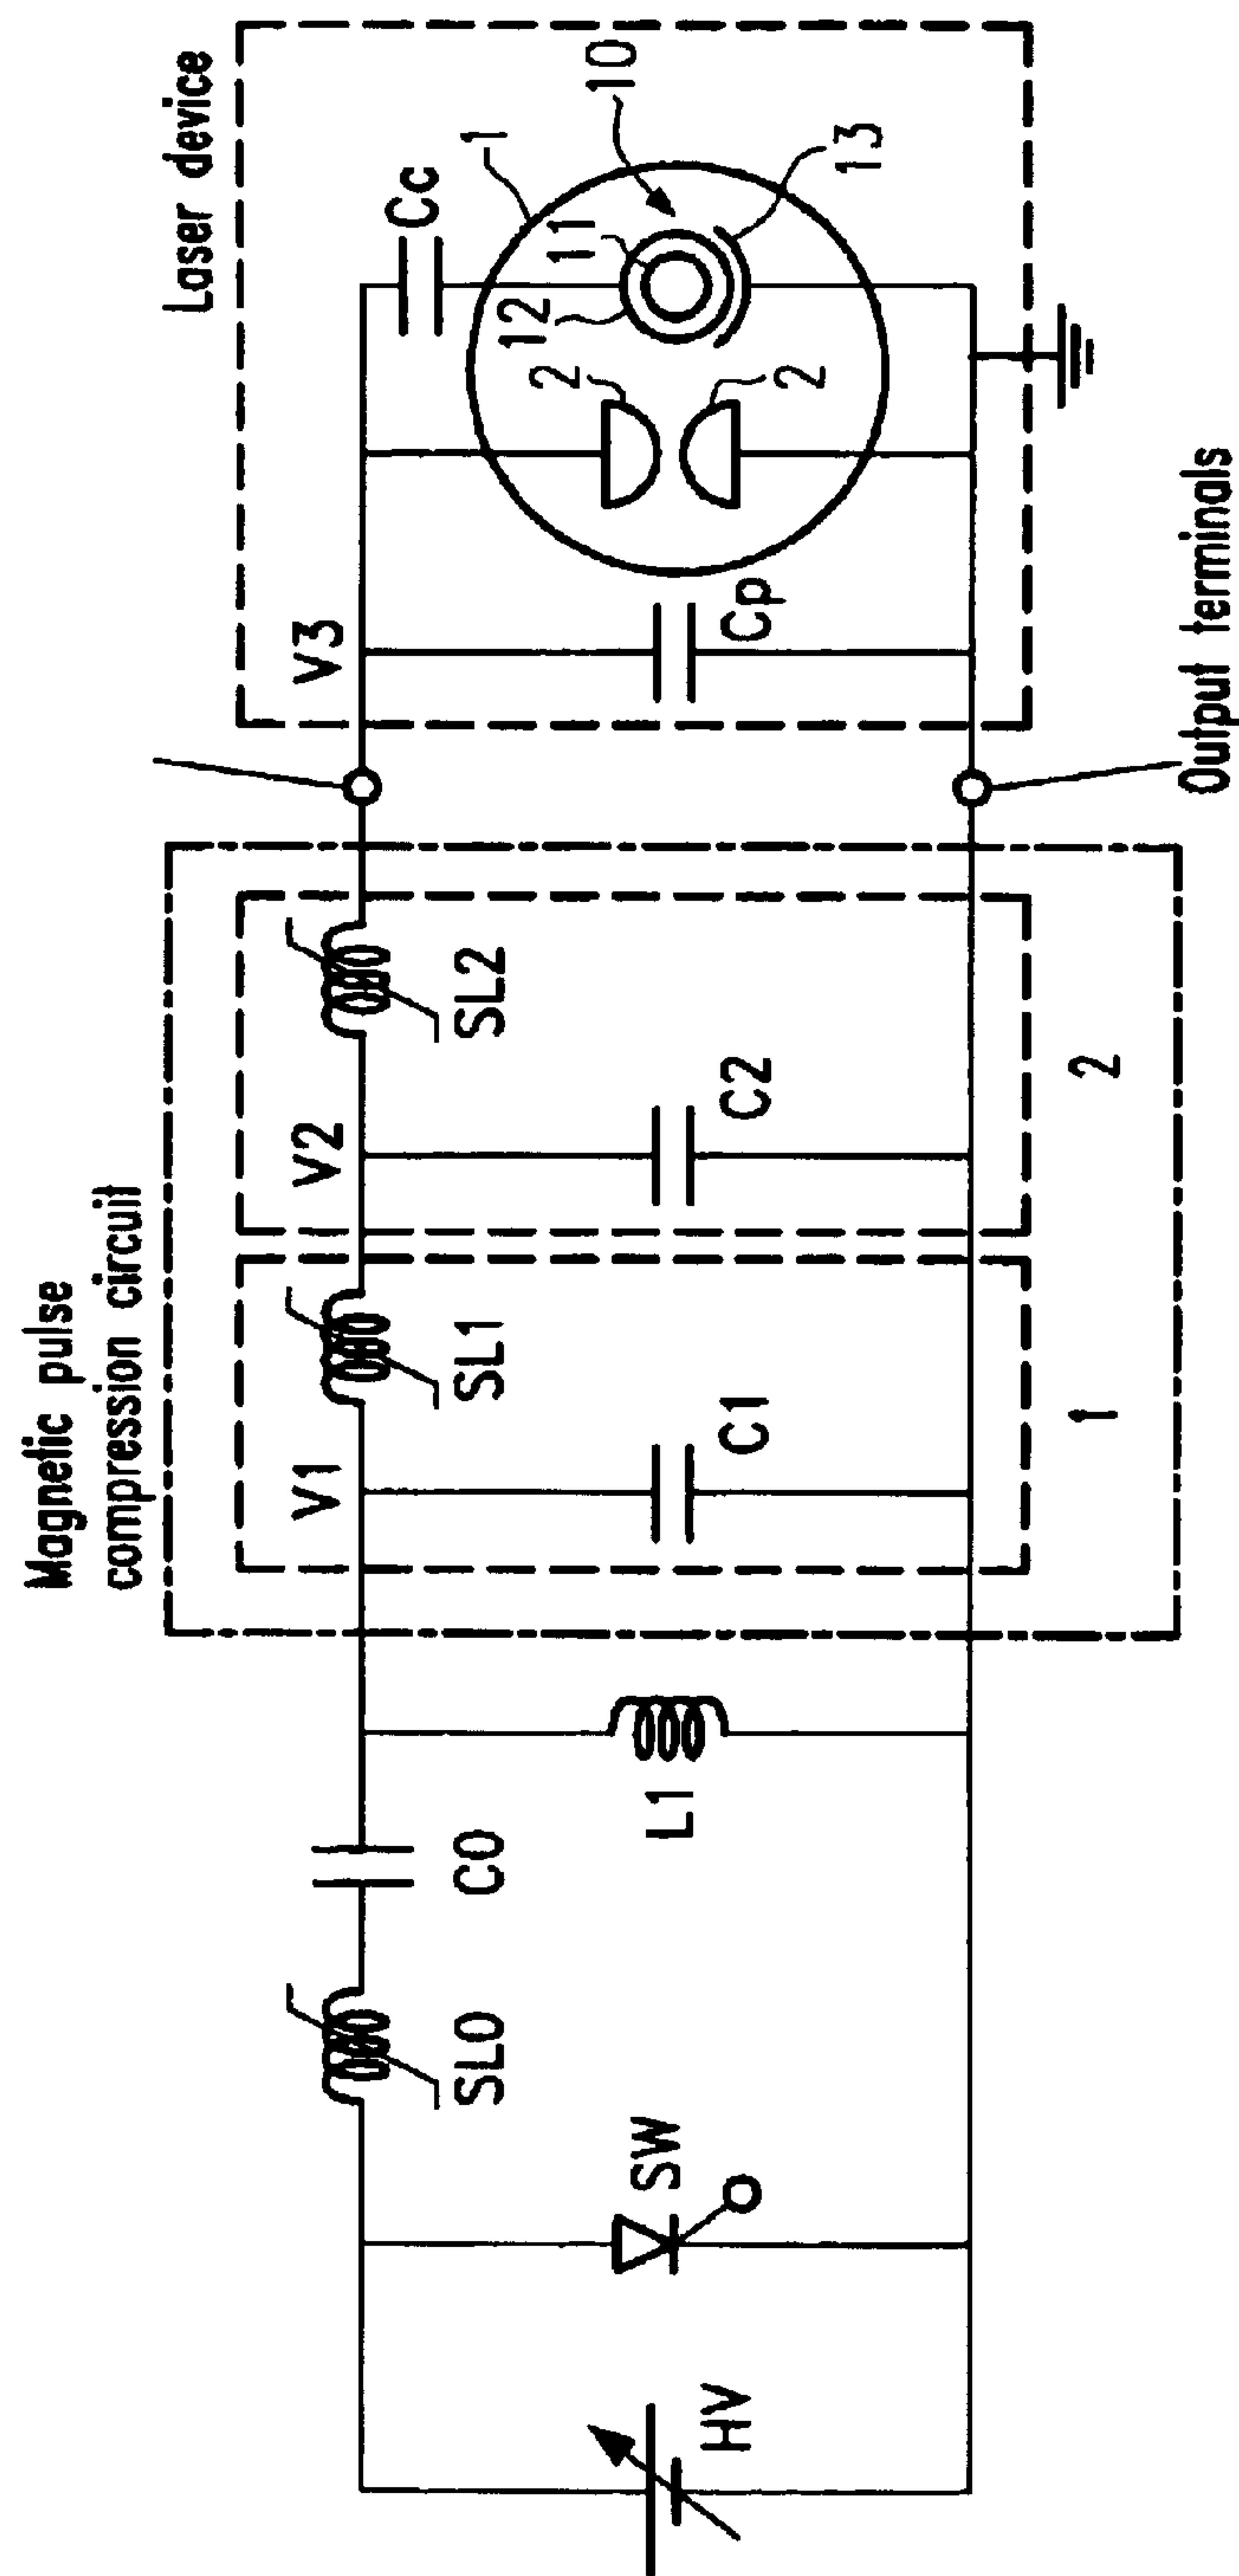 Magnetic pulse
compression circuit
Laser device
HV
SW
SL0
C0
L1
V1
SL1
C1
1
V2
SL2
C2
2
V3
Cp
Cc
1
2
2
10
11
12
13
Output terminals